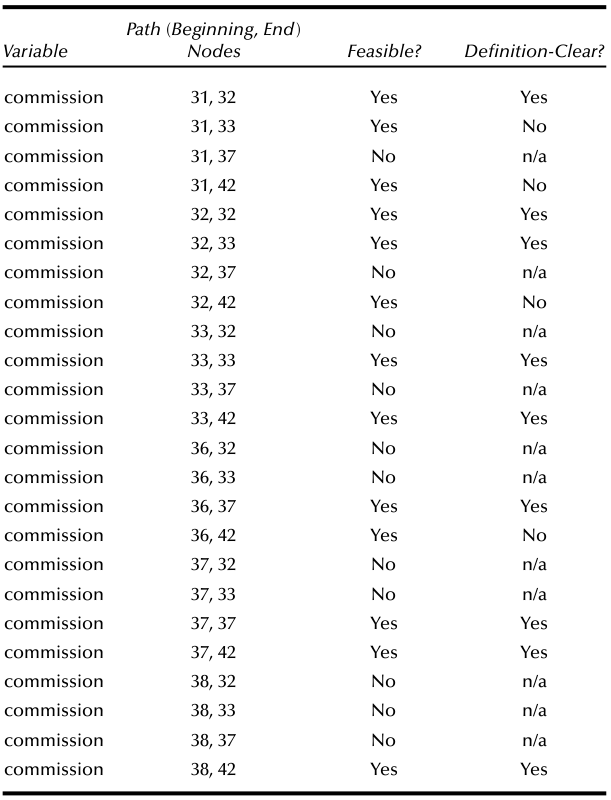 Path (Beginning, End)
Variable Nodes Feasible? Definition-Clear?
commission 31, 32 Yes Yes
commission 31, 33 Yes No
commission 31, 37 No n/a
commission 31, 42 Yes No
commission 32, 32 Yes Yes
commission 32, 33 Yes Yes
commission 32, 37 No n/a
commission 32, 42 Yes No
commission 33, 32 No n/a
commission 33, 33 Yes Yes
commission 33, 37 No n/a
commission 33, 42 Yes Yes
commission 36, 32 No n/a
commission 36, 33 No n/a
commission 36, 37 Yes Yes
commission 36, 42 Yes No
commission 37, 32 No n/a
commission 37, 33 No n/a
commission 37, 37 Yes Yes
commission 37, 42 Yes Yes
commission 38, 32 No n/a
commission 38, 33 No n/a
commission 38, 37 No n/a
commission 38, 42 Yes Yes